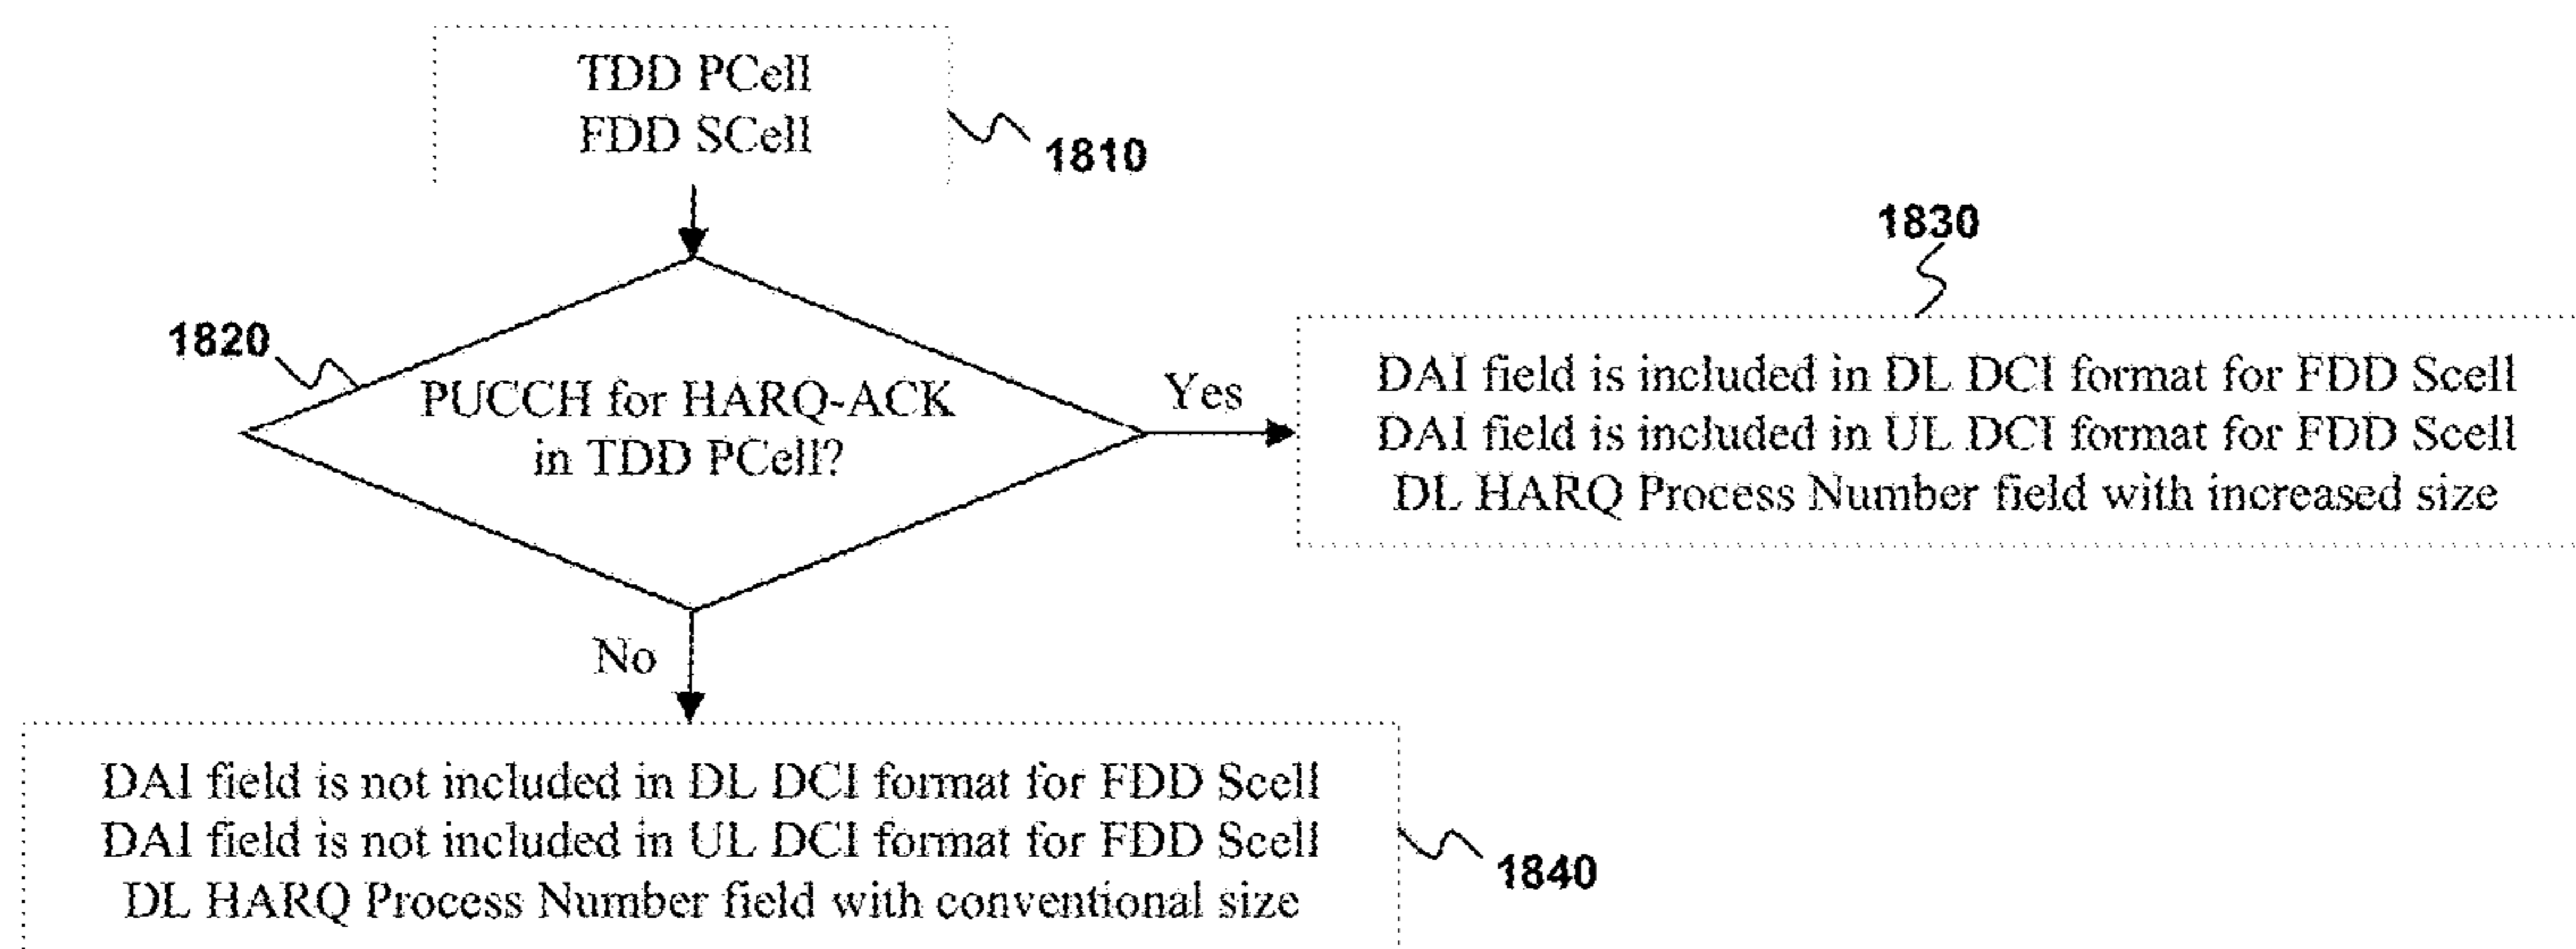 TDD PCell
FDD SCell
1810
1820
PUCCH for HARQ-ACK
in TDD PCell?
Yes
1830
DAI field is included in DL DCI format for FDD Scell
DAI field is included in UL DCI format for FDD Scell
DL HARQ Process Number field with increased size
No
DAI field is not included in DL DCI format for FDD Scell
DAI field is not included in UL DCI format for FDD Scell
DL HARQ Process Number field with conventional size
1840